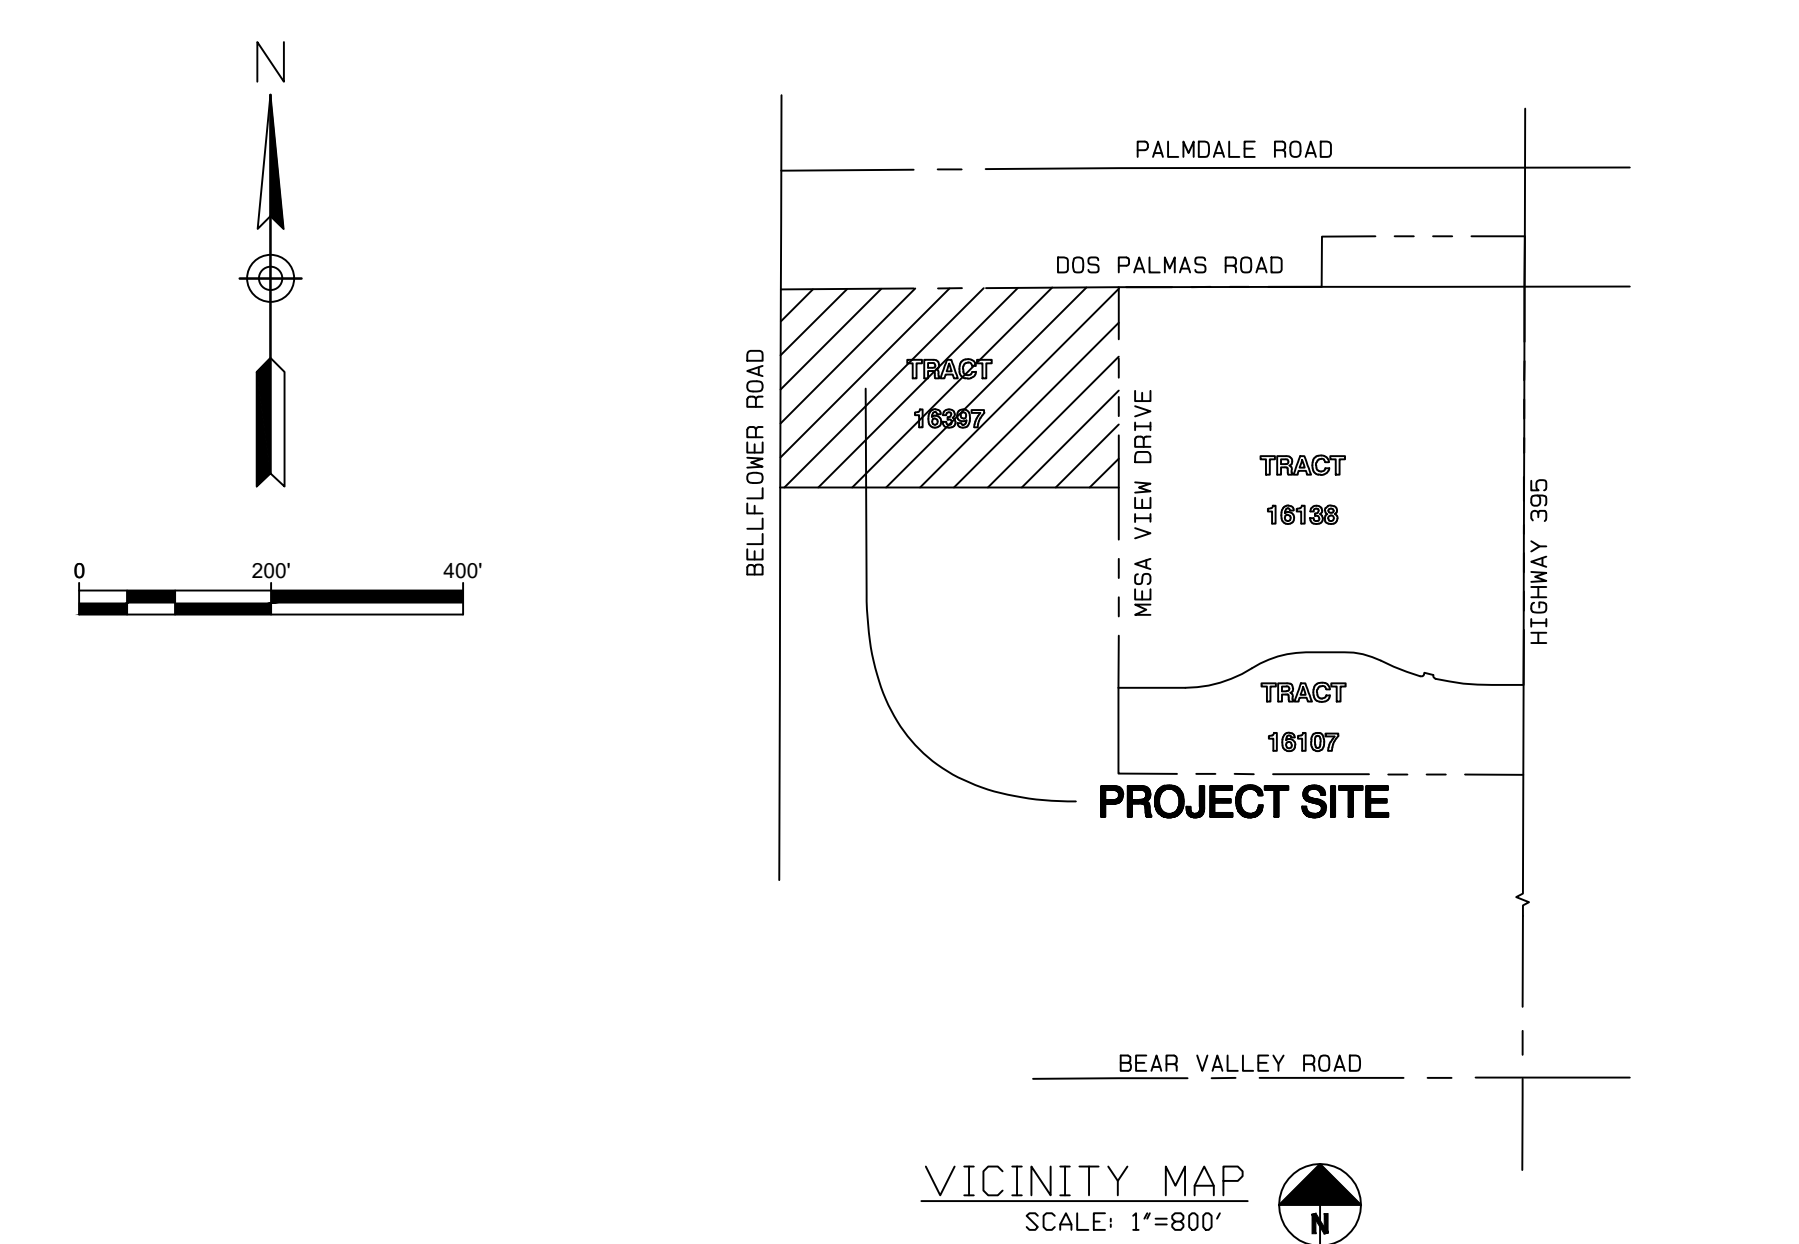 N
PALMDALE ROAD
DOS PALMAS ROAD
BELLFLOWER ROAD
TRACT
16397
MESA VIEW DRIVE
TRACT
16138
HIGHWAY 395
0 200' 400'
TRACT
16107
PROJECT SITE
BEAR VALLEY ROAD
VICINITY MAP
SCALE: 1"=800'
N